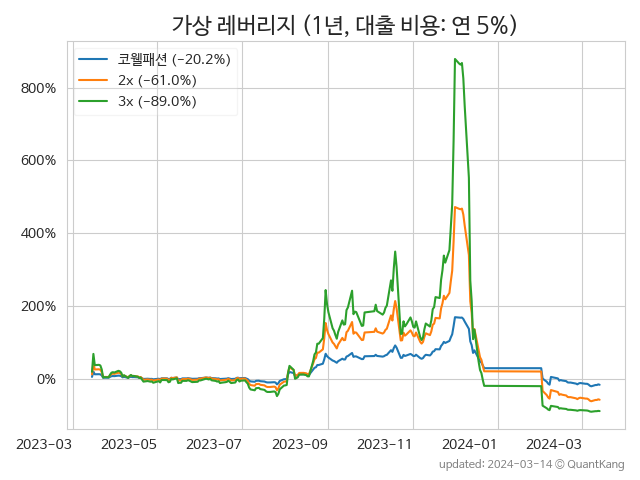 가상 레버리지 (1년, 대출 비용: 연 5%)
코웰패션 (−20.2%)
2x (−61.0%)
3x (−89.0%)
800%
600%
400%
200%
0%
2023-03 2023-05 2023-07 2023-09 2023-11 2024-01 2024-03
updated: 2024-03-14 © QuantKang